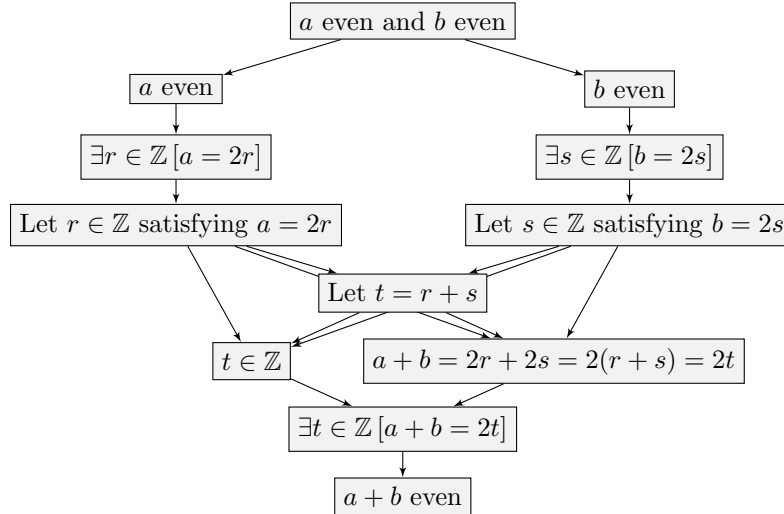 a even and b even
a even
b even
∃r ∈ ℤ [a = 2r]
∃s ∈ ℤ [b = 2s]
Let r ∈ ℤ satisfying a = 2r
Let s ∈ ℤ satisfying b = 2s
Let t = r + s
t ∈ ℤ
a + b = 2r + 2s = 2(r + s) = 2t
∃t ∈ ℤ [a + b = 2t]
a + b even